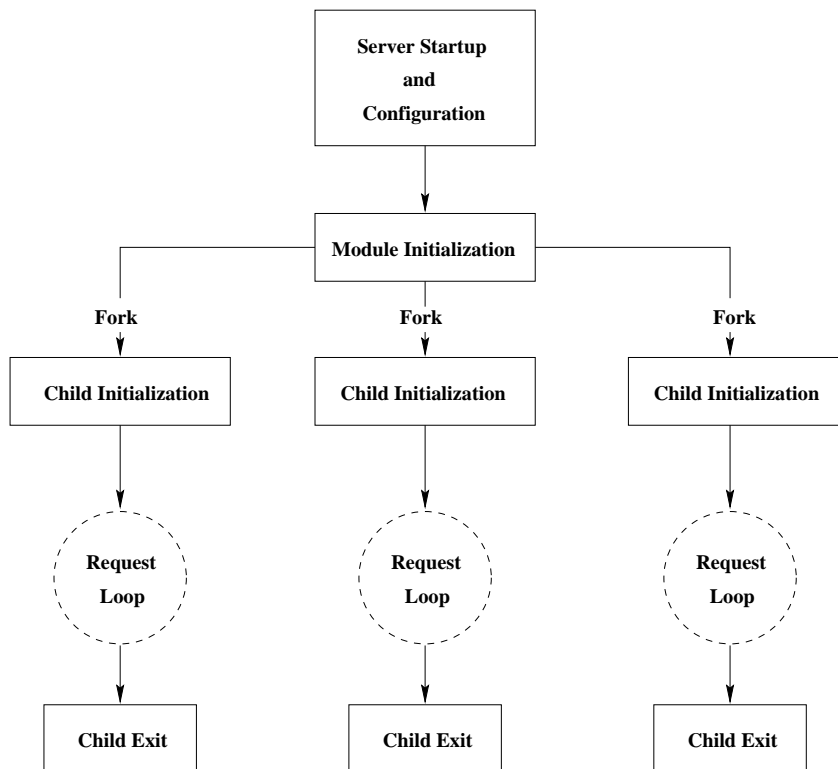 Server Startup
and
Configuration
Module Initialization
Fork
Fork
Fork
Child Initialization
Child Initialization
Child Initialization
Request
Loop
Request
Loop
Request
Loop
Child Exit
Child Exit
Child Exit